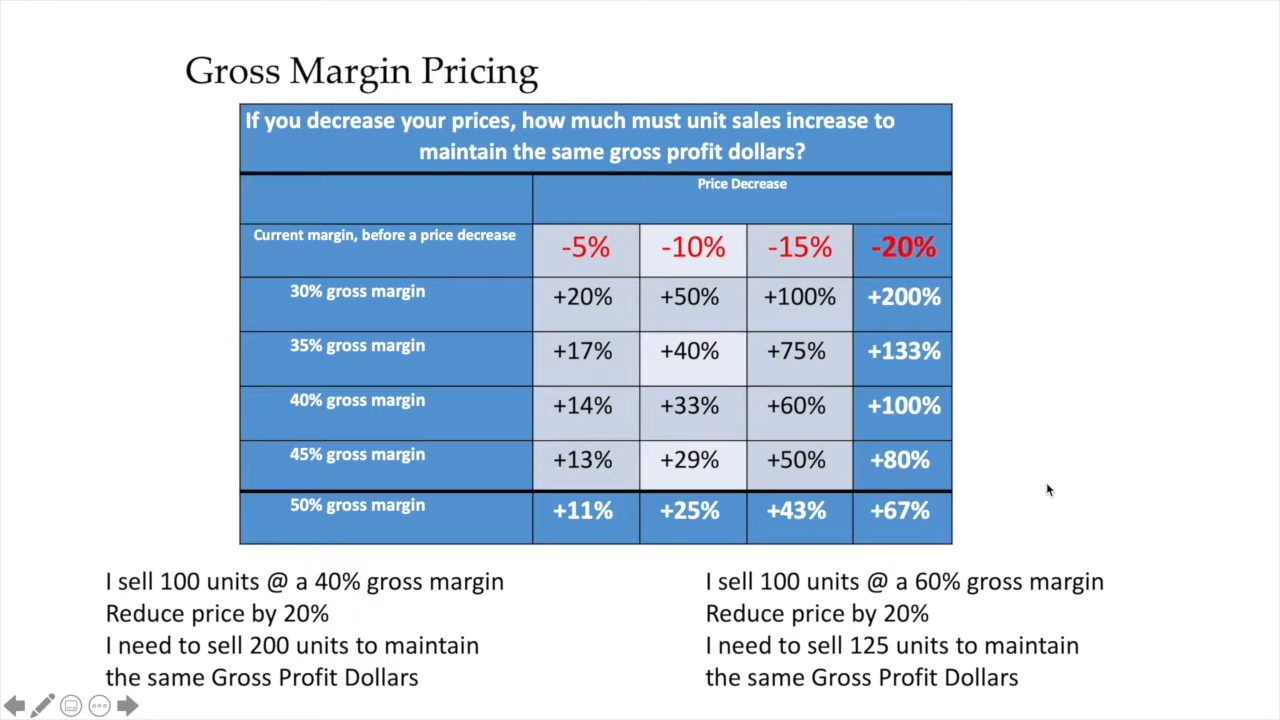 Gross Margin Pricing
If you decrease your prices, how much must unit sales increase to
maintain the same gross profit dollars?
Price Decrease
Current margin, before a price decrease -5% -10% -15% -20%
30% gross margin +20% +50% +100% +200%
35% gross margin +17% +40% +75% +133%
40% gross margin +14% +33% +60% +100%
45% gross margin +13% +29% +50% +80%
50% gross margin +11% +25% +43% +67%
I sell 100 units @ a 40% gross margin
Reduce price by 20%
I need to sell 200 units to maintain
the same Gross Profit Dollars
I sell 100 units @ a 60% gross margin
Reduce price by 20%
I need to sell 125 units to maintain
the same Gross Profit Dollars